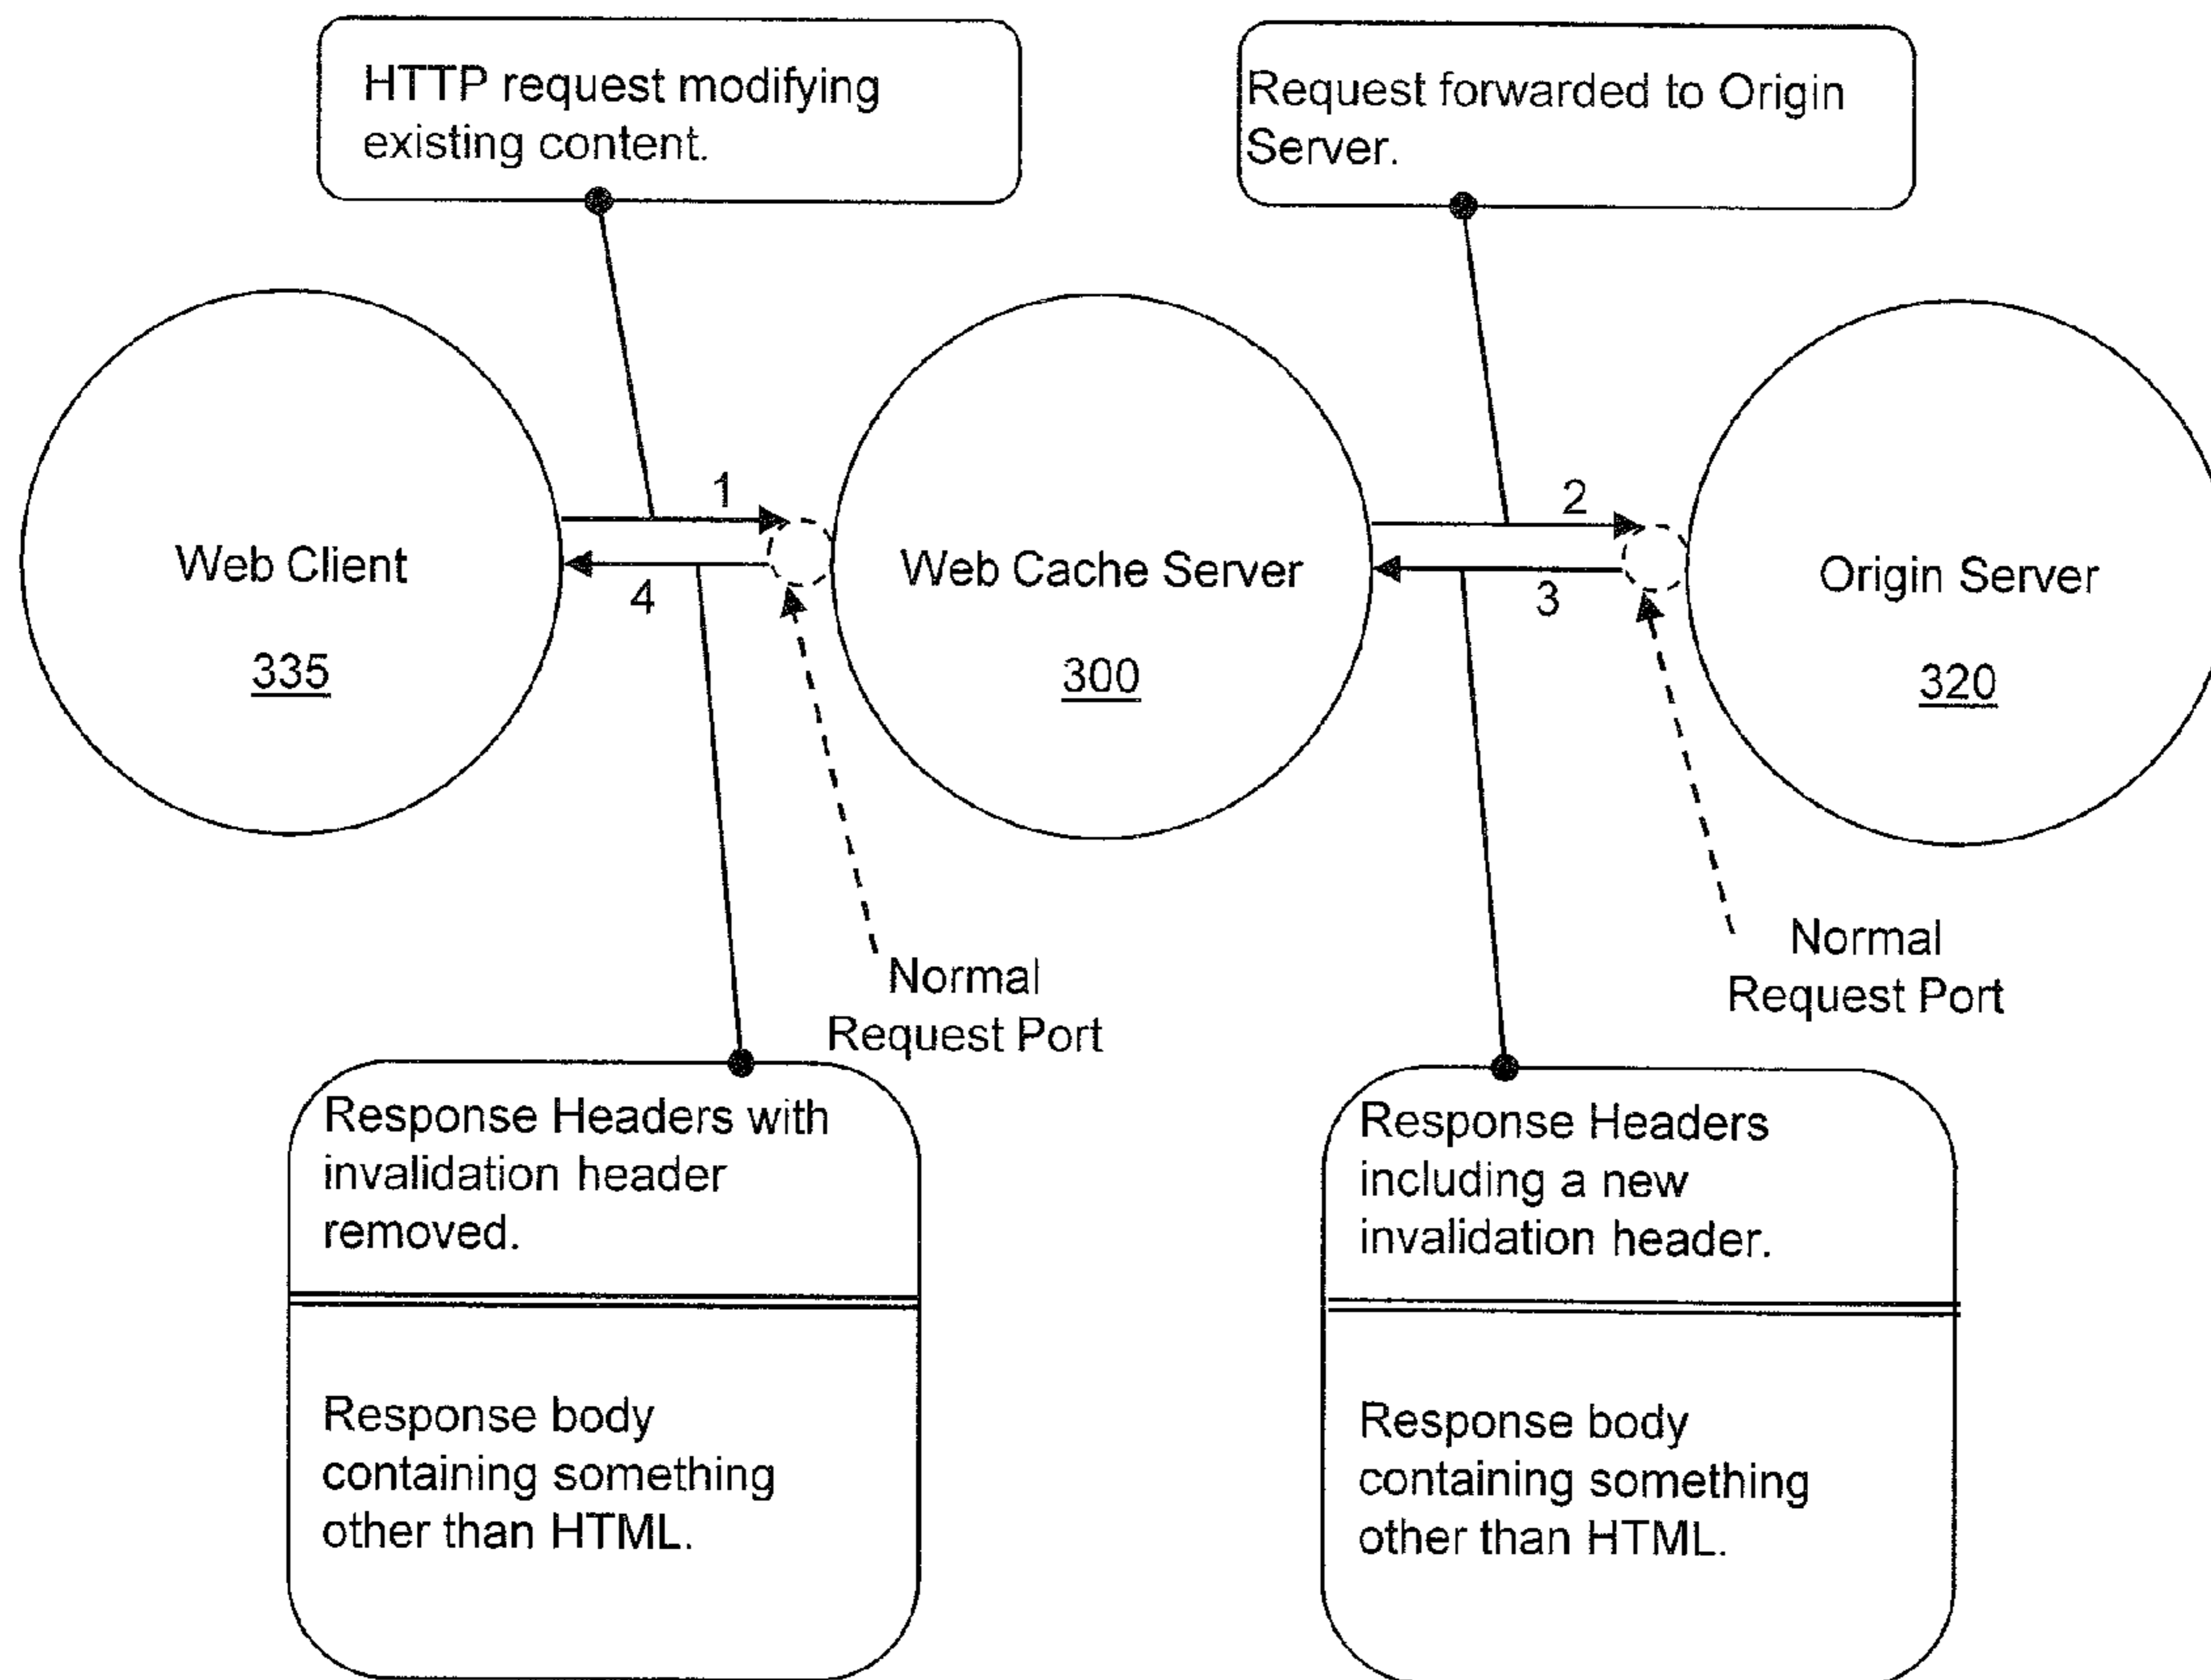 HTTP request modifying
existing content.
Request forwarded to Origin
Server.
1
2
Web Client
Web Cache Server
Origin Server
4
3
335
300
320
Normal
Request Port
Normal
Request Port
Response Headers with
invalidation header
removed.
Response Headers
including a new
invalidation header.
Response body
containing something
other than HTML.
Response body
containing something
other than HTML.